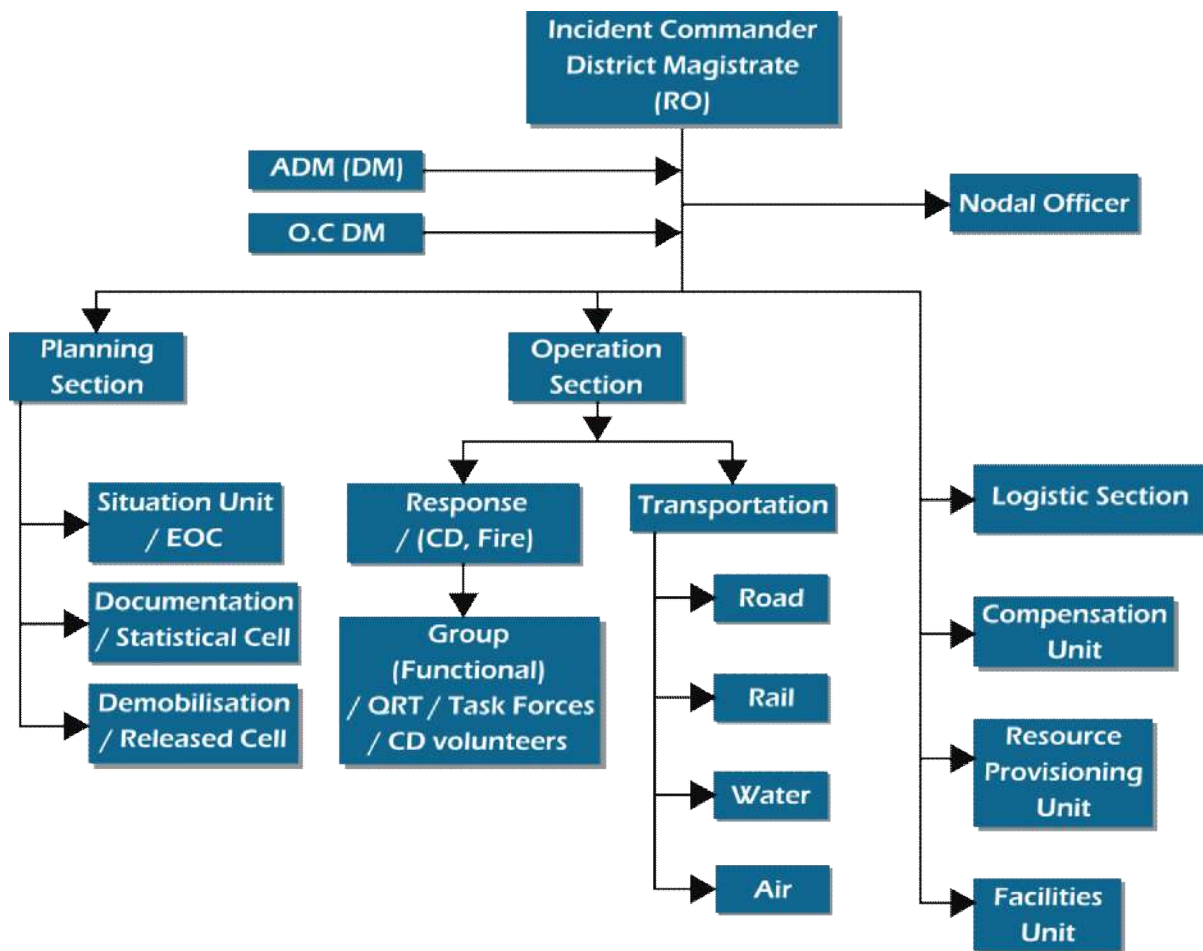 Incident Commander
District Magistrate
(RO)
ADM (DM)
Nodal Officer
O.C DM
Planning
Section
Operation
Section
Situation Unit
/ EOC
Documentation
/ Statistical Cell
Demobilisation
/ Released Cell
Response
/ (CD, Fire)
Group
(Functional)
/ QRT / Task Forces
/ CD volunteers
Transportation
Road
Rail
Water
Air
Logistic Section
Compensation
Unit
Resource
Provisioning
Unit
Facilities
Unit